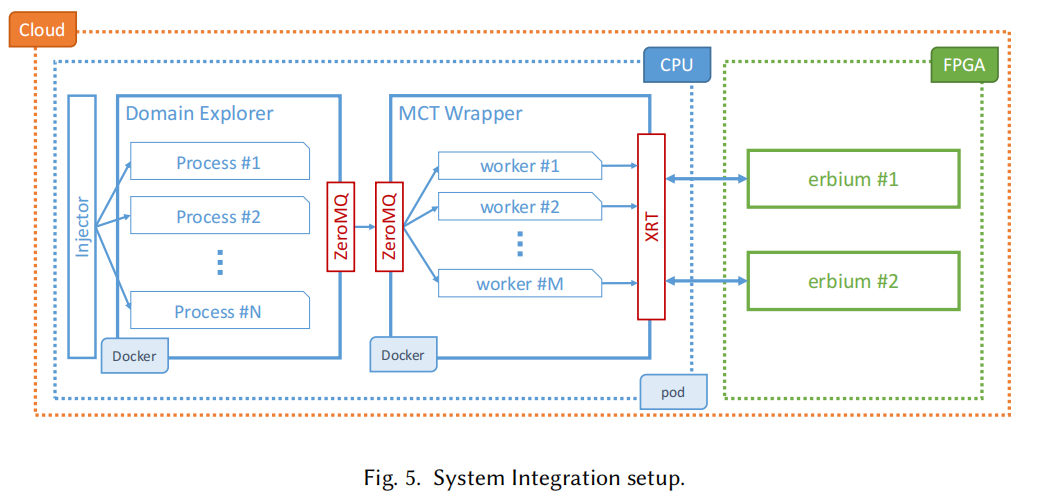 Cloud
CPU
FPGA
Injector
Domain Explorer
Process #1
Process #2
Process #N
Docker
ZeroMQ
ZeroMQ
MCT Wrapper
worker #1
worker #2
worker #M
Docker
XRT
pod
erbium #1
erbium #2
Fig. 5. System Integration setup.